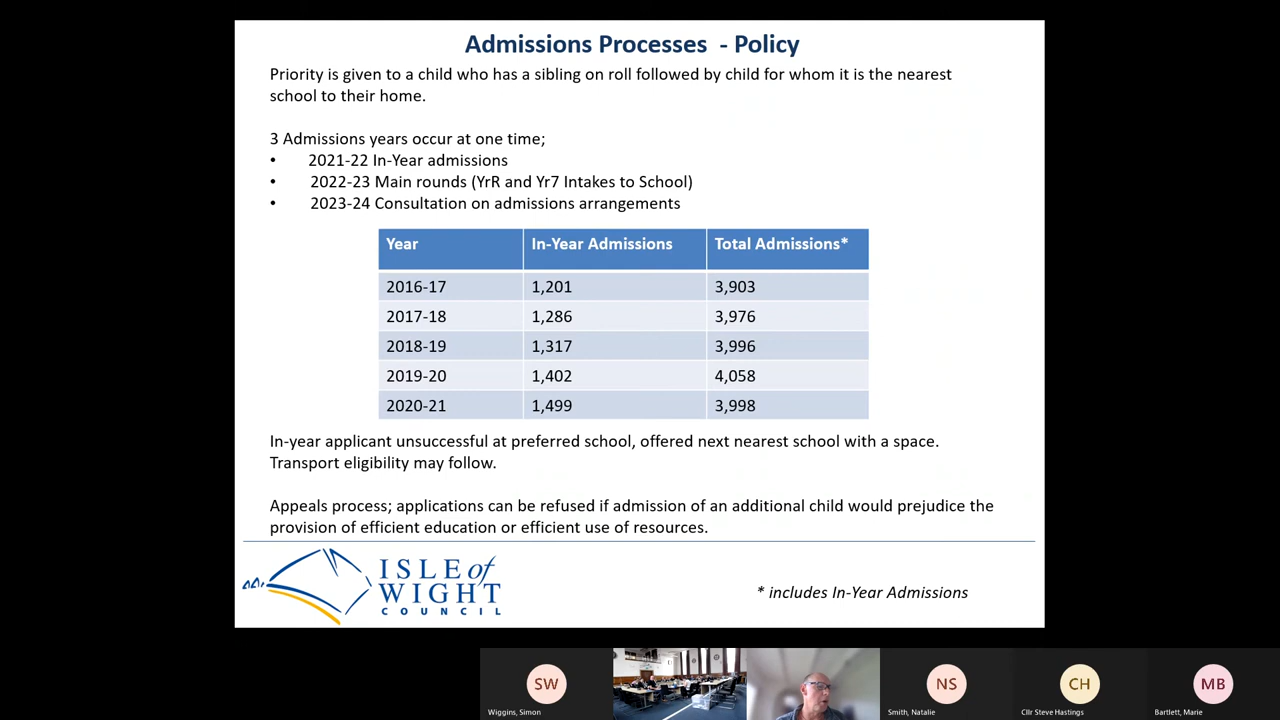 Admissions Processes - Policy
Priority is given to a child who has a sibling on roll followed by child for whom it is the nearest
school to their home.
3 Admissions years occur at one time;
• 2021-22 In-Year admissions
• 2022-23 Main rounds (YrR and Yr7 Intakes to School)
• 2023-24 Consultation on admissions arrangements
Year In-Year Admissions Total Admissions*
2016-17 1,201 3,903
2017-18 1,286 3,976
2018-19 1,317 3,996
2019-20 1,402 4,058
2020-21 1,499 3,998
In-year applicant unsuccessful at preferred school, offered next nearest school with a space.
Transport eligibility may follow.
Appeals process; applications can be refused if admission of an additional child would prejudice the
provision of efficient education or efficient use of resources.
ISLE of
WIGHT
COUNCIL
* includes In-Year Admissions
SW
NS
CH
MB
Wiggins, Simon
Smith, Natalie
Cllr Steve Hastings
Bartlett, Marie